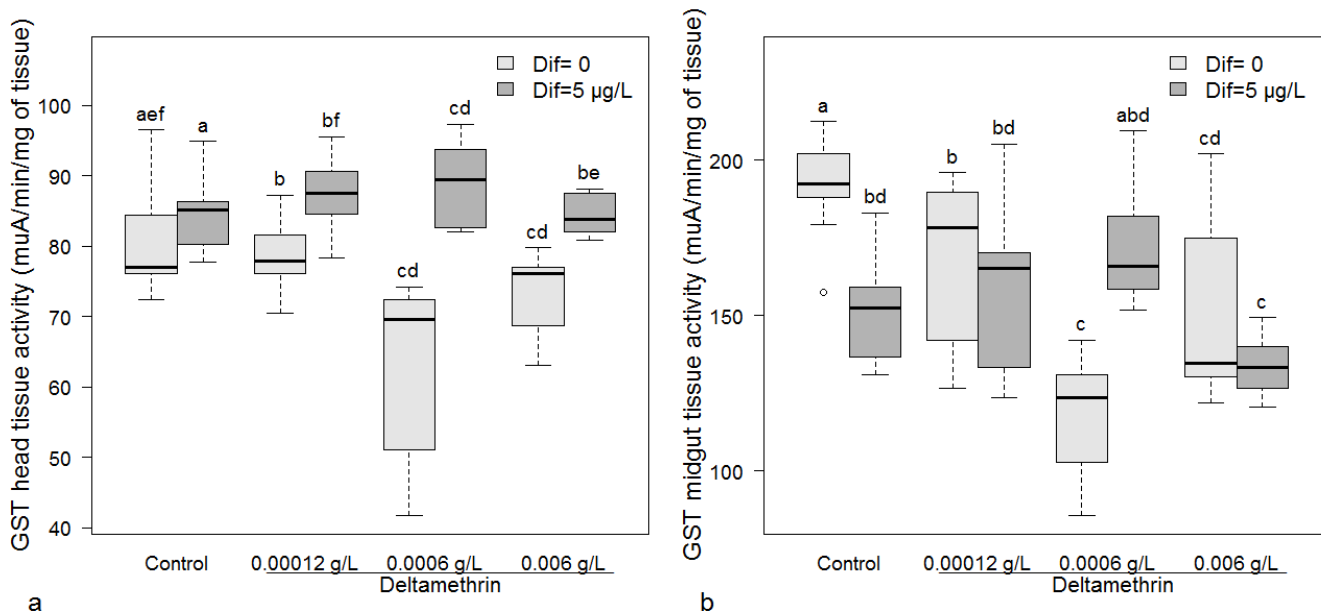 GST head tissue activity (muA/min/mg of tissue)
Dif= 0
Dif=5 µg/L
100
90
80
70
60
50
40
aef
a
b
bf
cd
cd
cd
be
Control
0.00012 g/L
0.0006 g/L
0.006 g/L
Deltamethrin
a
GST midgut tissue activity (muA/min/mg of tissue)
Dif= 0
Dif=5 µg/L
200
150
100
a
bd
b
bd
c
abd
cd
c
Control
0.00012 g/L
0.0006 g/L
0.006 g/L
Deltamethrin
b